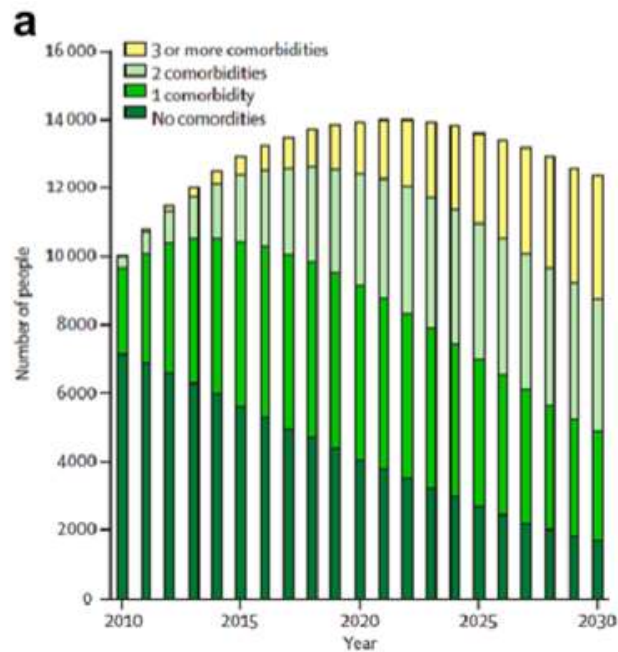 a
16 000
3 or more comorbidities
2 comorbidities
1 comorbidity
No comordities
14 000
12 000
10 000
8000
6000
4000
2000
0
Number of people
2010
2015
2020
2025
2030
Year